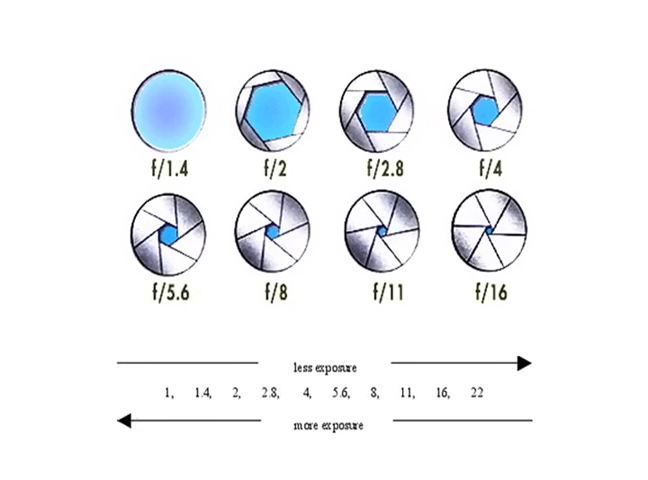 f/1.4 f/2 f/2.8 f/4
f/5.6 f/8 f/11 f/16
less exposure
1, 1.4, 2, 2.8, 4, 5.6, 8, 11, 16, 22
more exposure